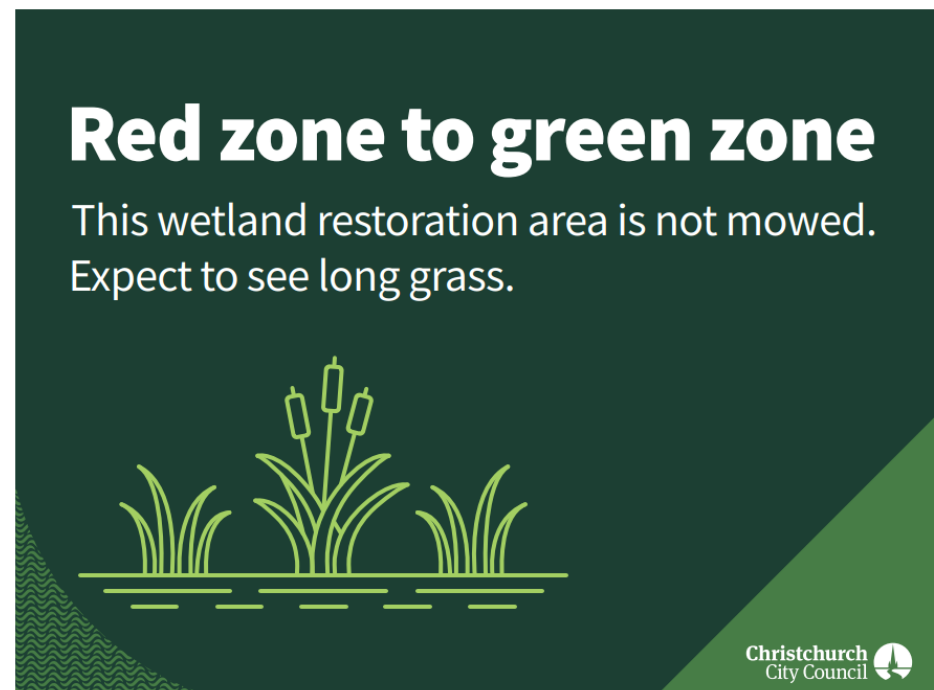 Red zone to green zone
This wetland restoration area is not mowed.
Expect to see long grass.
Christchurch
City Council